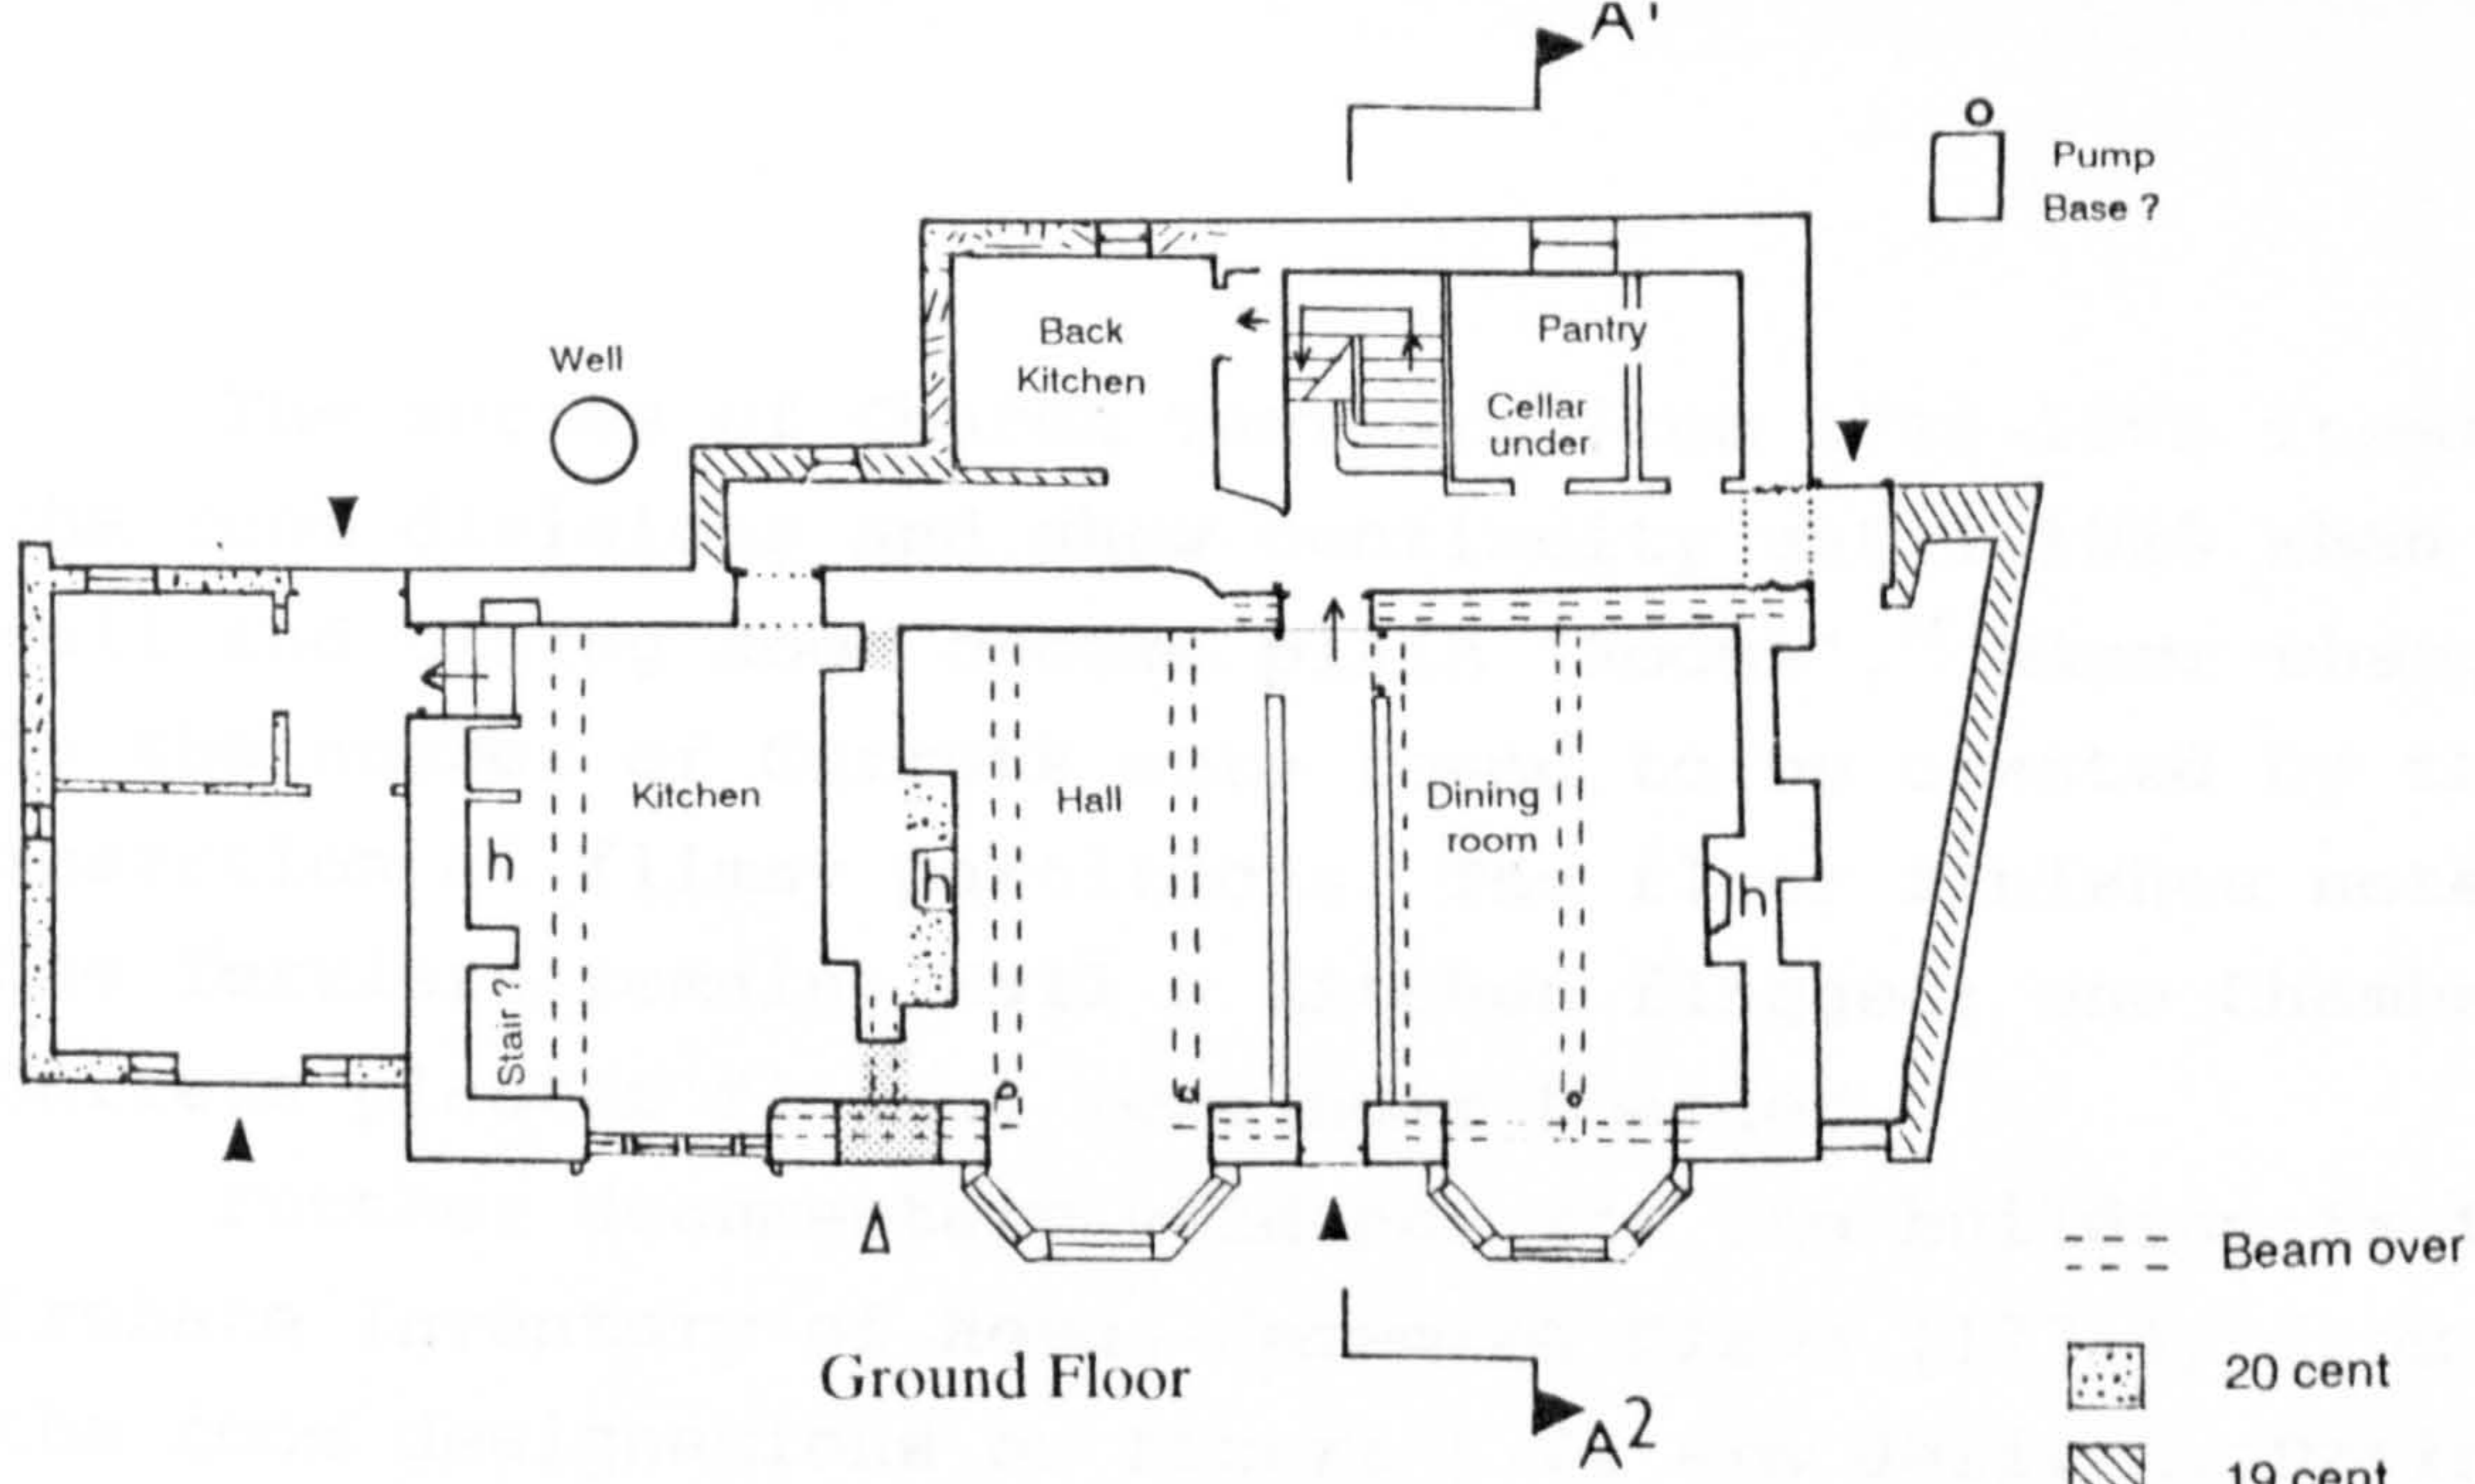 A1
Pump
Base ?
Back
Kitchen
Pantry
Well
Cellar
under
Kitchen
Hall
Dining
room
h
h
h
Stair ?
Beam over
Ground Floor
20 cent
A2
19 cent